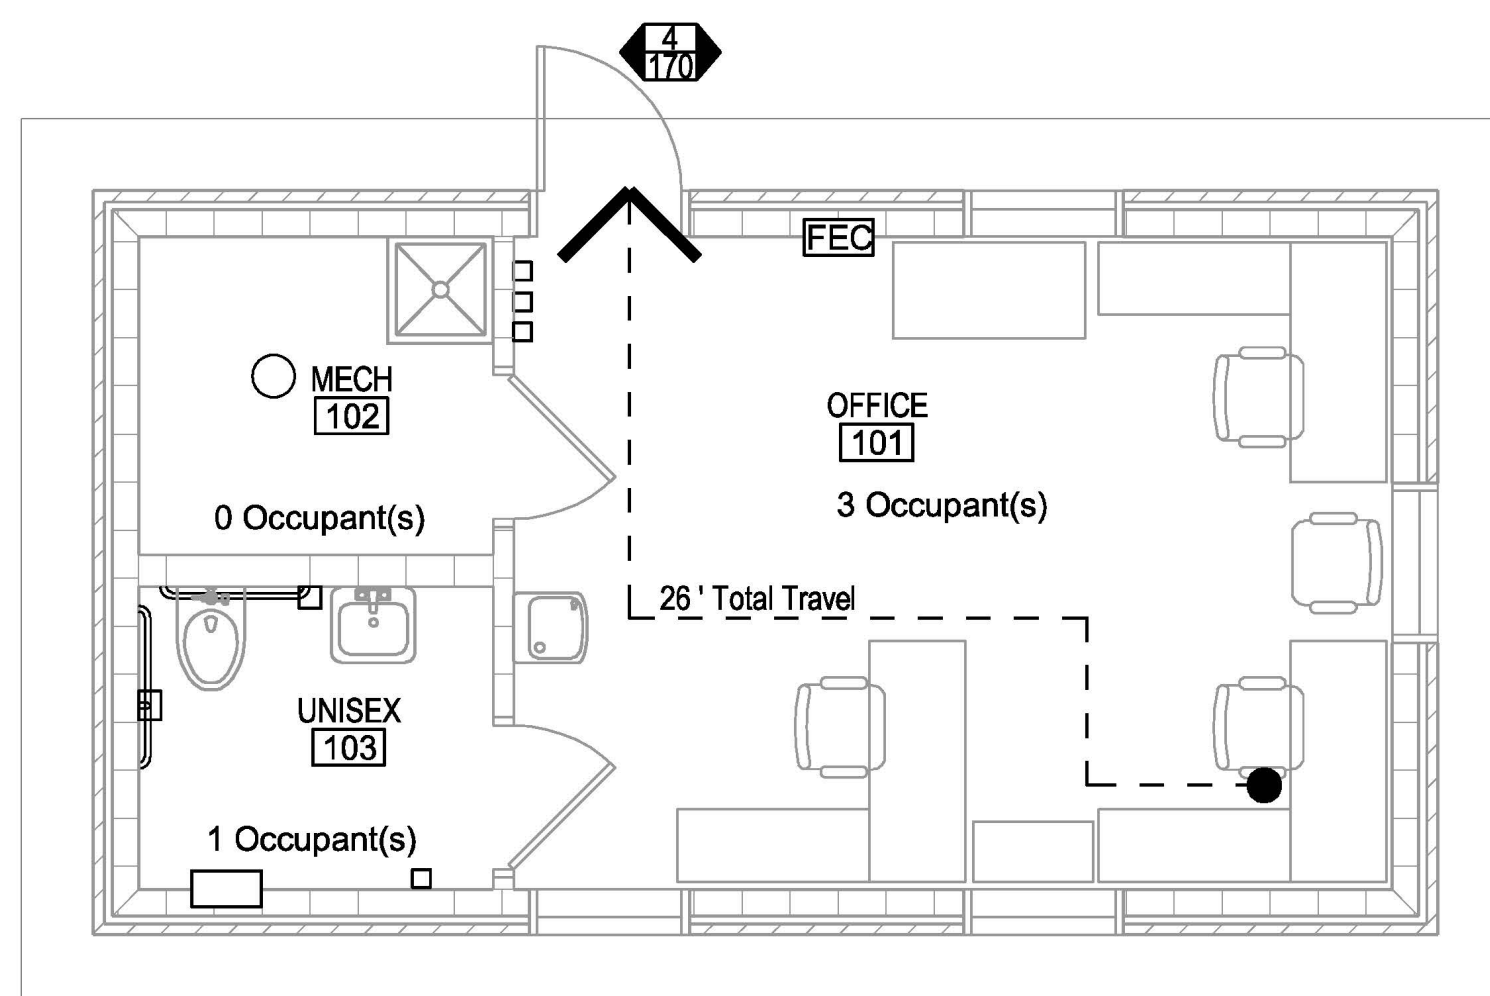 4
170
FEC
MECH
102
OFFICE
101
0 Occupant(s)
3 Occupant(s)
26 ' Total Travel
UNISEX
103
1 Occupant(s)